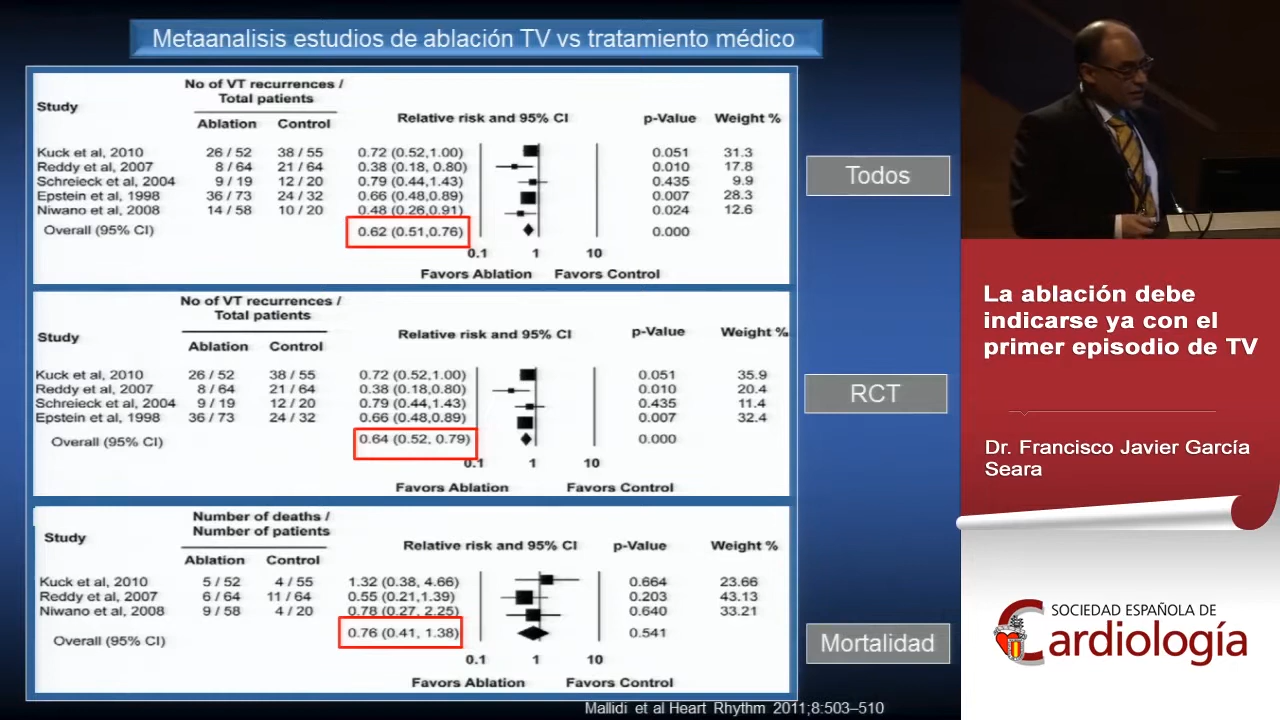 Metaanalisis estudios de ablación TV vs tratamiento médico
No of VT recurrences /
Total patients
Study
Ablation Control Relative risk and 95% CI p-Value Weight %
Kuck et al, 2010 26 / 52 38 / 55 0.72 (0.52,1.00) 0.051 31.3
Reddy et al, 2007 8 / 64 21 / 64 0.38 (0.18, 0.80) 0.010 17.8
Schreieck et al, 2004 9 / 19 12 / 20 0.79 (0.44,1.43) 0.435 9.9
Epstein et al, 1998 36 / 73 24 / 32 0.66 (0.48,0.89) 0.007 28.3
Niwano et al, 2008 14 / 58 10 / 20 0.48 (0.26,0.91) 0.024 12.6
Overall (95% CI) 0.62 (0.51,0.76) 0.000
0.1 1 10
Favors Ablation Favors Control
Todos
No of VT recurrences /
Total patients
Study Relative risk and 95% CI p-Value Weight %
Ablation Control
Kuck et al, 2010 26 / 52 38 / 55 0.72 (0.52,1.00) 0.051 35.9
Reddy et al, 2007 8 / 64 21 / 64 0.38 (0.18,0.80) 0.010 20.4
Schreieck et al, 2004 9 / 19 12 / 20 0.79 (0.44,1.43) 0.435 11.4
Epstein et al, 1998 36 / 73 24 / 32 0.66 (0.48,0.89) 0.007 32.4
Overall (95% CI) 0.64 (0.52, 0.79) 0.000
0.1 1 10
Favors Ablation Favors Control
RCT
Number of deaths /
Number of patients
Study Relative risk and 95% CI p-Value Weight %
Ablation Control
Kuck et al, 2010 5 / 52 4 / 55 1.32 (0.38, 4.66) 0.664 23.66
Reddy et al, 2007 6 / 64 11 / 64 0.55 (0.21,1.39) 0.203 43.13
Niwano et al, 2008 9 / 58 4 / 20 0.78 (0.27, 2.25) 0.640 33.21
Overall (95% CI) 0.76 (0.41, 1.38) 0.541
0.1 1 10
Favors Ablation Favors Control
Mortalidad
Mallidi et al Heart Rhythm 2011;8:503–510
La ablación debe
indicarse ya con el
primer episodio de TV
Dr. Francisco Javier García
Seara
SOCIEDAD ESPAÑOLA DE
Cardiología